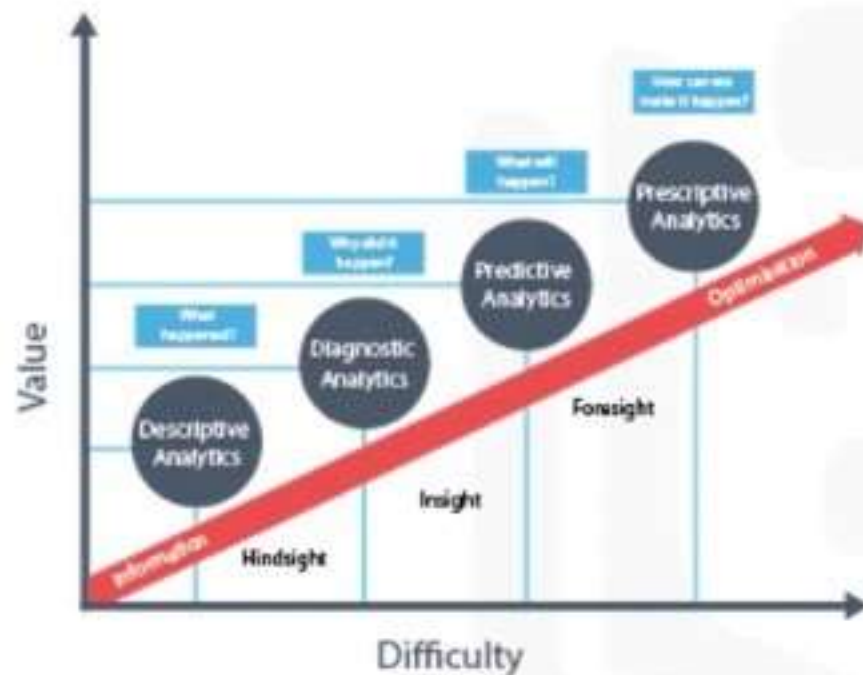 How can we
make it happen?
What will
happen?
Prescriptive
Analytics
Why did it
happen?
Predictive
Analytics
Optimisation
What
happened?
Diagnostic
Analytics
Value
Foresight
Descriptive
Analytics
Insight
Information
Hindsight
Difficulty